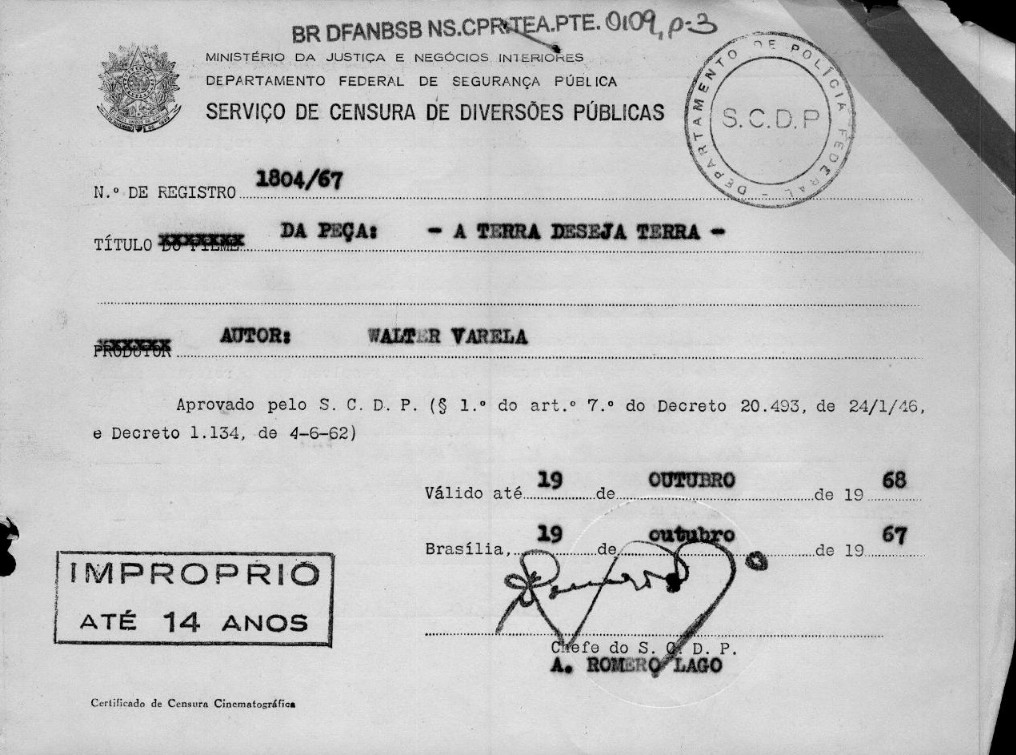 BR DFANBSB NS.CPR.TEA.PTE. 0109, p-3
MINISTÉRIO DA JUSTIÇA E NEGÓCIOS INTERIORES
DEPARTAMENTO FEDERAL DE SEGURANÇA PÚBLICA
SERVIÇO DE CENSURA DE DIVERSÕES PÚBLICAS
DEPARTAMENTO DE POLICIA FEDERAL -
S.C.D.P
N.º DE REGISTRO 1804/67
TÍTULO DO FILME DA PEÇA: - A TERRA DESEJA TERRA -
PRODUTOR AUTOR: WALTER VARELA
Aprovado pelo S. C. D. P. (§ 1.º do art.º 7.º do Decreto 20.493, de 24/1/46,
e Decreto 1.134, de 4-6-62)
Válido até 19 de OUTUBRO de 19 68
Brasília, 19 de outubro de 19 67
IMPROPRIO
ATÉ 14 ANOS
Chefe do S. C. D. P.
A. ROMERO LAGO
Certificado de Censura Cinematográfica